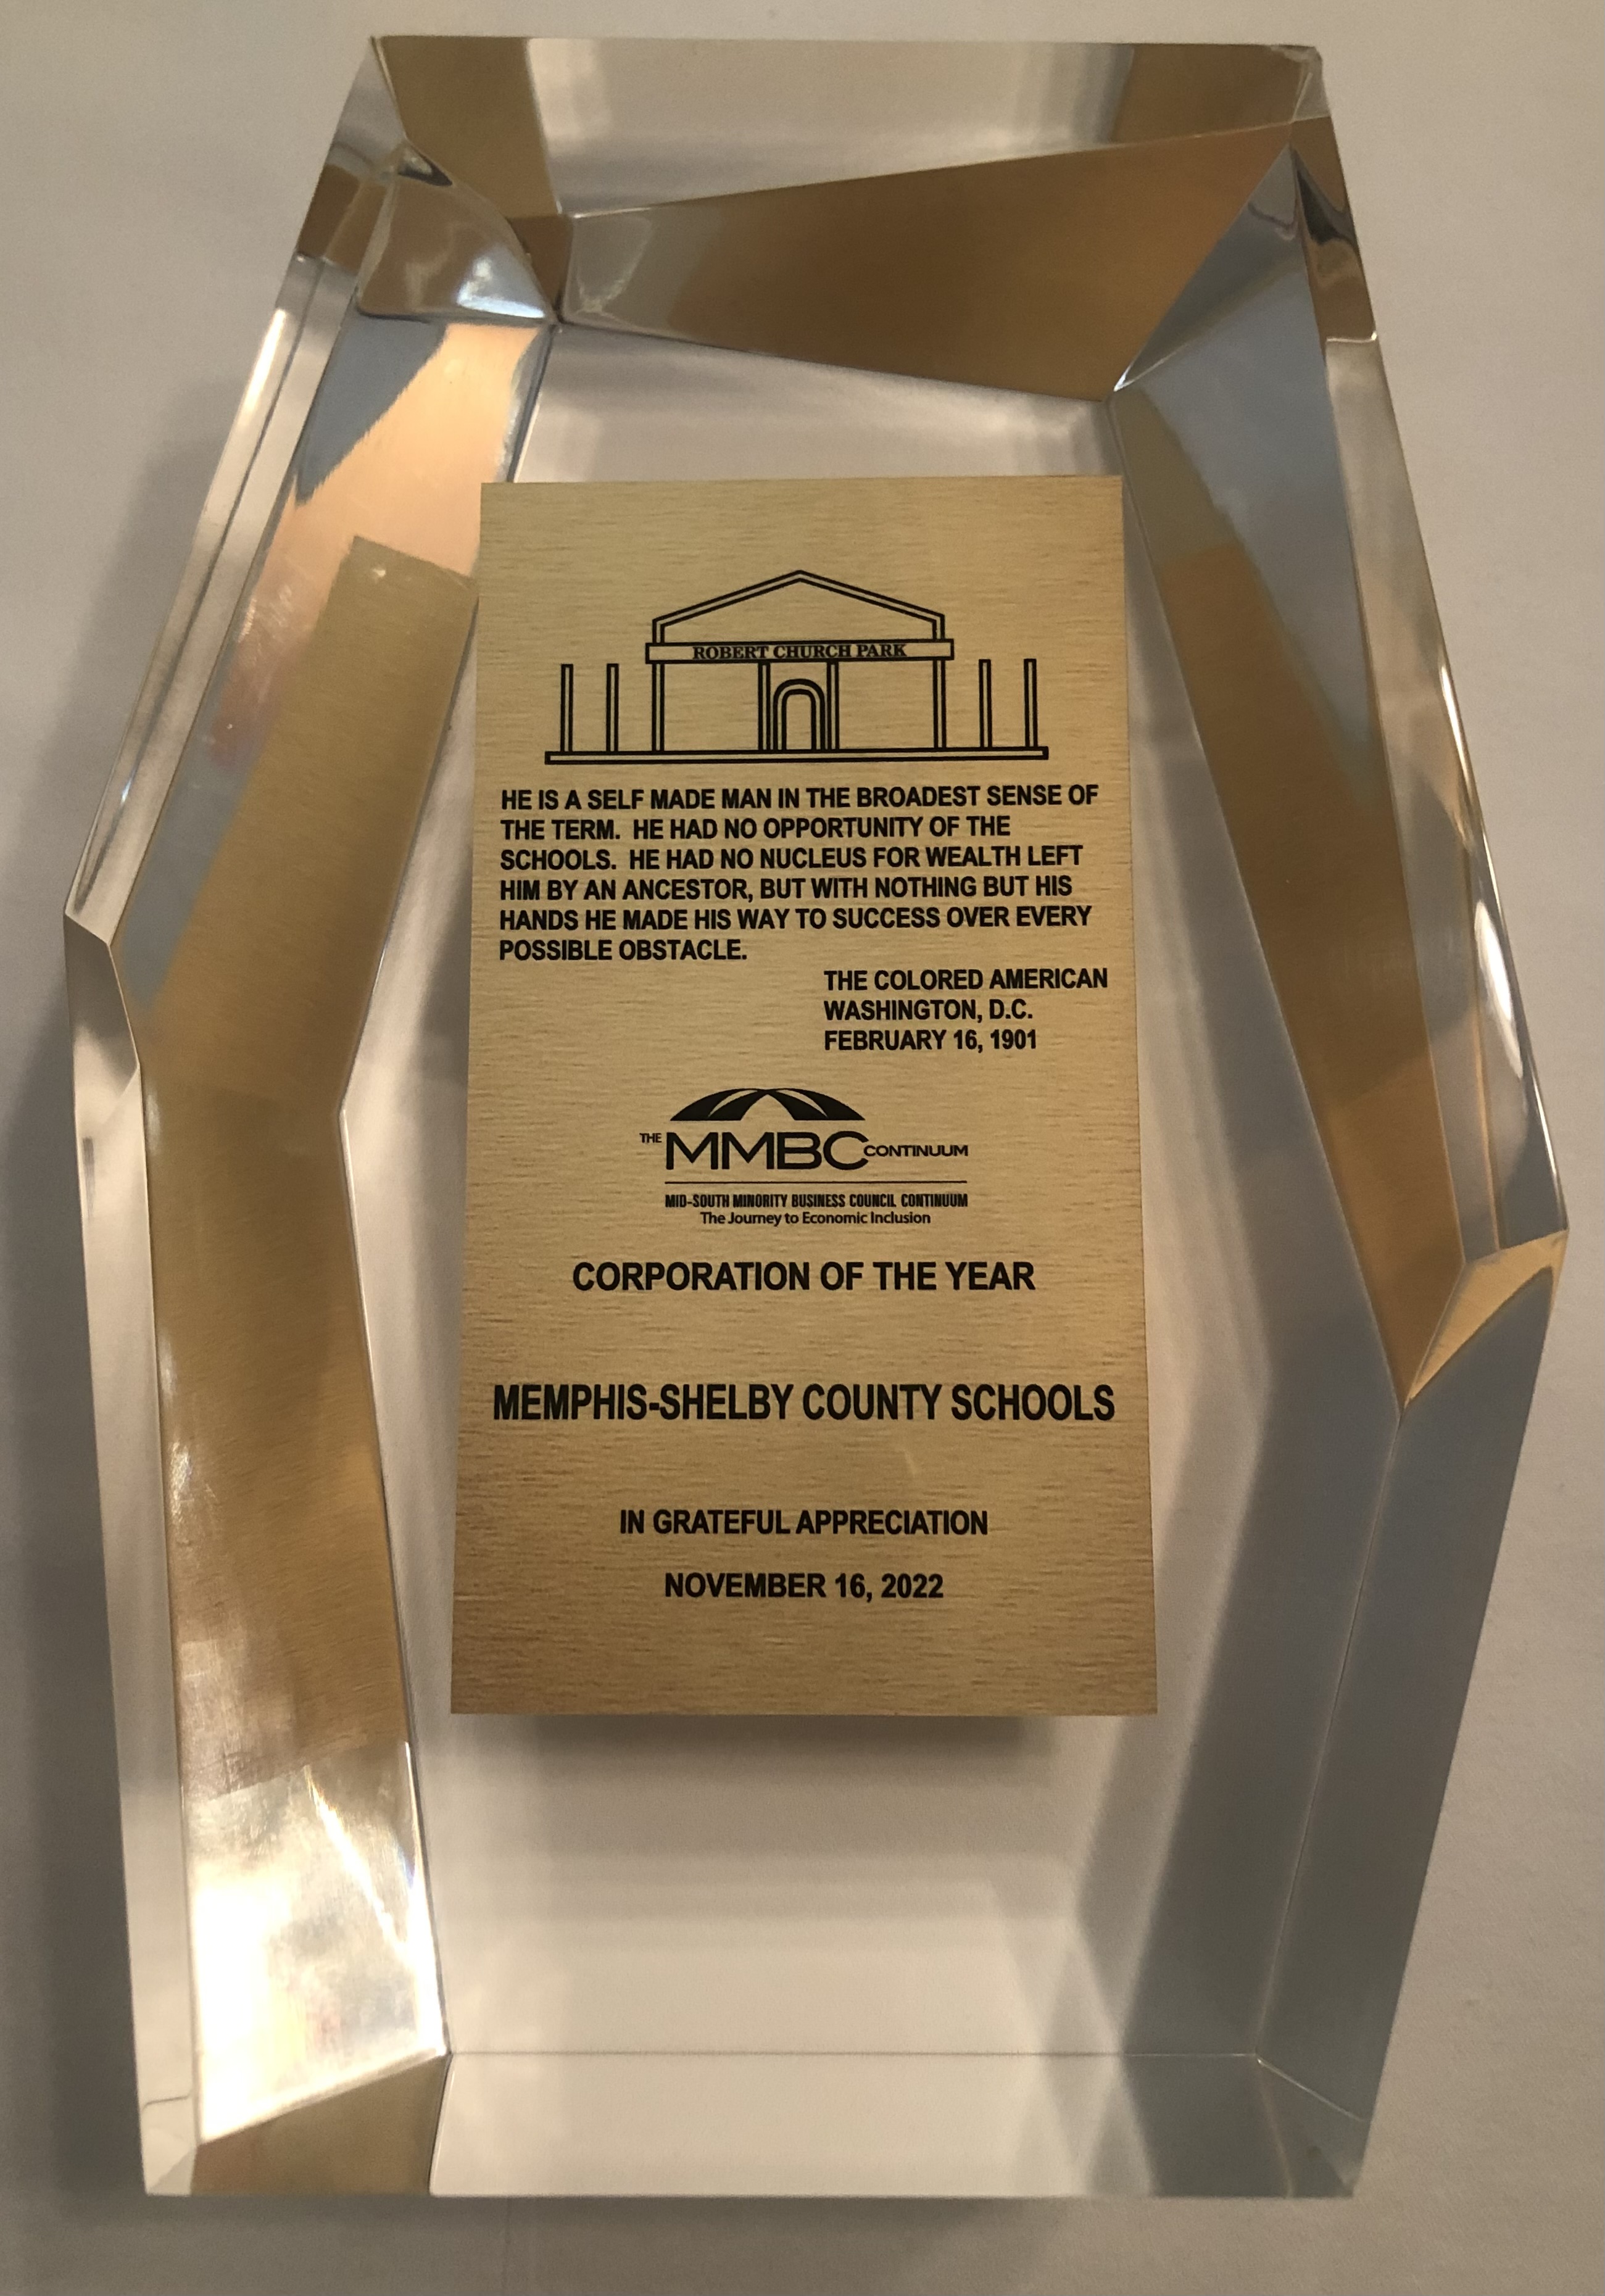 ROBERT CHURCH PARK
HE IS A SELF MADE MAN IN THE BROADEST SENSE OF
THE TERM. HE HAD NO OPPORTUNITY OF THE
SCHOOLS. HE HAD NO NUCLEUS FOR WEALTH LEFT
HIM BY AN ANCESTOR, BUT WITH NOTHING BUT HIS
HANDS HE MADE HIS WAY TO SUCCESS OVER EVERY
POSSIBLE OBSTACLE.
THE COLORED AMERICAN
WASHINGTON, D.C.
FEBRUARY 16, 1901
THE MMBC CONTINUUM
MID-SOUTH MINORITY BUSINESS COUNCIL CONTINUUM
The Journey to Economic Inclusion
CORPORATION OF THE YEAR
MEMPHIS-SHELBY COUNTY SCHOOLS
IN GRATEFUL APPRECIATION
NOVEMBER 16, 2022